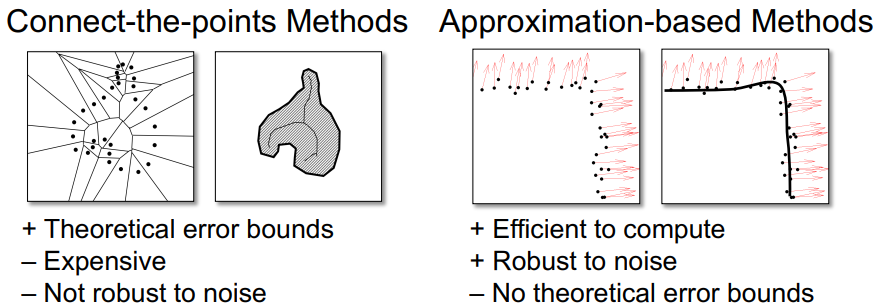 Connect-the-points Methods
+ Theoretical error bounds
– Expensive
– Not robust to noise
Approximation-based Methods
+ Efficient to compute
+ Robust to noise
– No theoretical error bounds